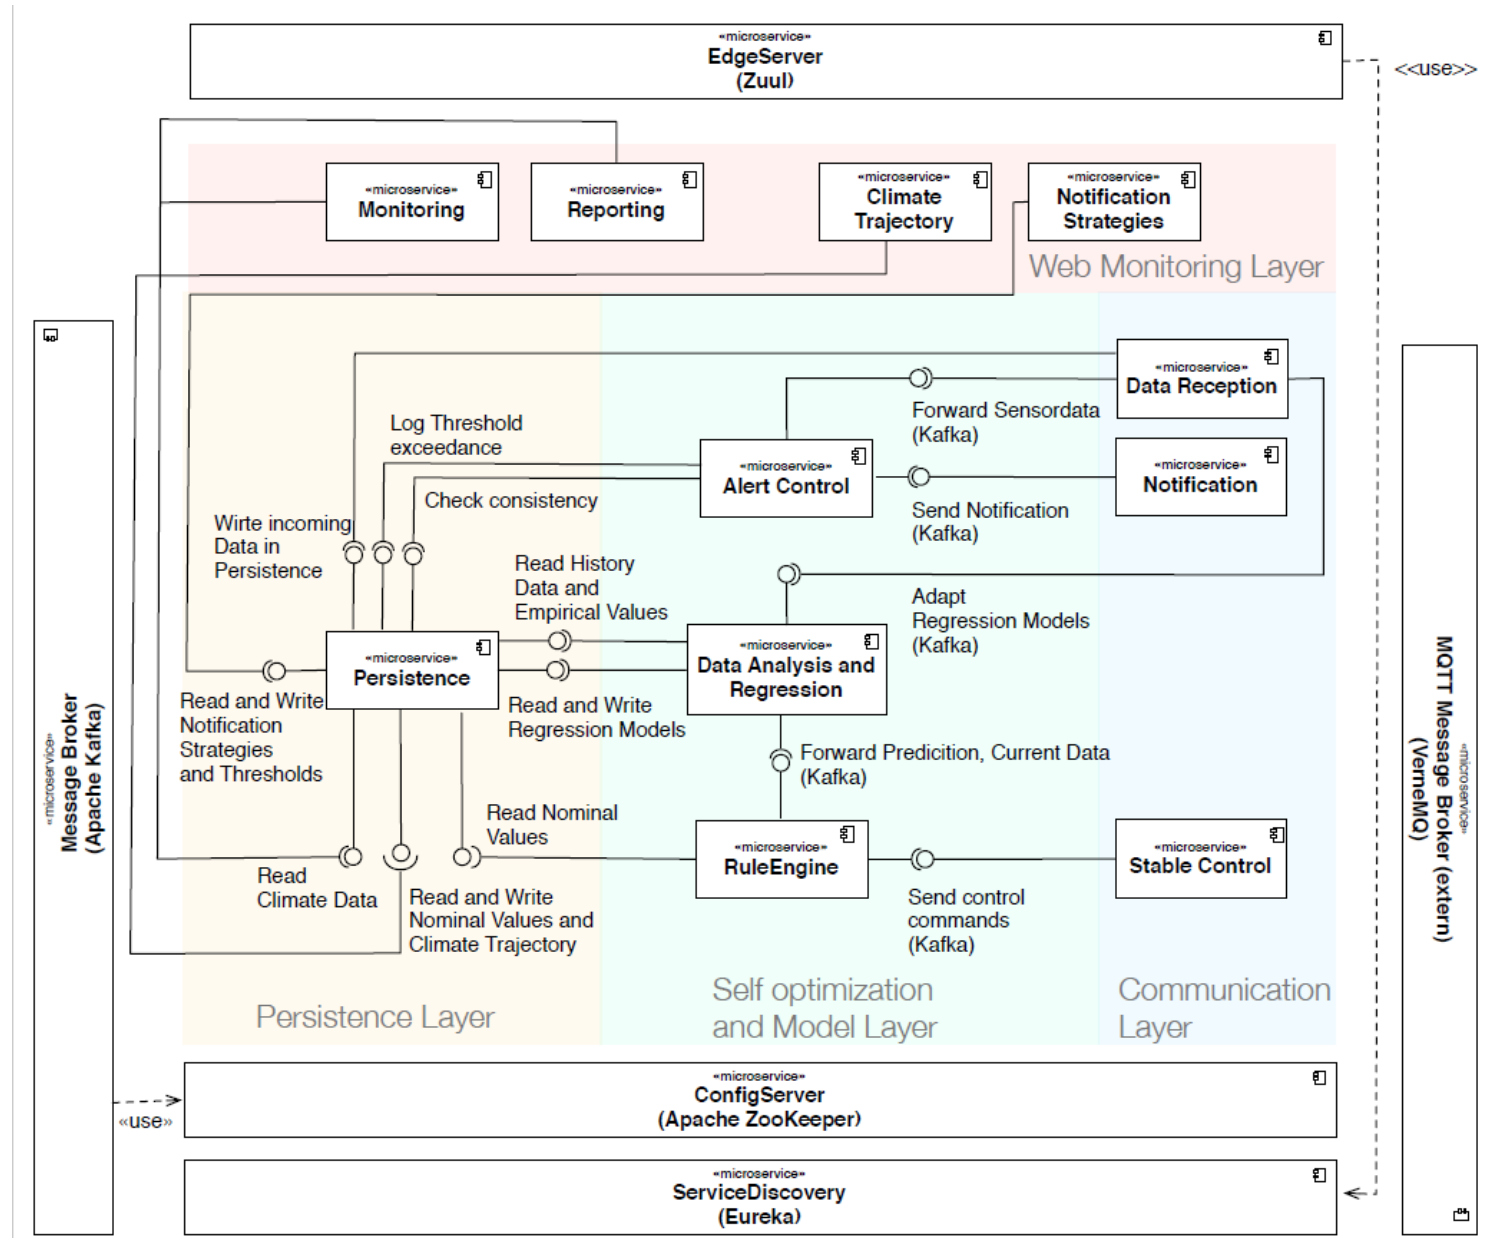 «microservice»
EdgeServer
(Zuul)
<<use>>
«microservice»
Monitoring
«microservice»
Reporting
«microservice»
Climate
Trajectory
«microservice»
Notification
Strategies
Web Monitoring Layer
«microservice»
Data Reception
Forward Sensordata
(Kafka)
Log Threshold
exceedance
«microservice»
Alert Control
«microservice»
Notification
Check consistency
Send Notification
(Kafka)
Wirte incoming
Data in
Persistence
Read History
Data and
Empirical Values
Adapt
Regression Models
(Kafka)
«microservice»
Persistence
«microservice»
Data Analysis and
Regression
Read and Write
Notification
Strategies
and Thresholds
Read and Write
Regression Models
Forward Predicition, Current Data
(Kafka)
Read Nominal
Values
«microservice»
RuleEngine
«microservice»
Stable Control
Read
Climate Data
Read and Write
Nominal Values and
Climate Trajectory
Send control
commands
(Kafka)
Persistence Layer
Self optimization
and Model Layer
Communication
Layer
«microservice»
Message Broker
(Apache Kafka)
«microservice»
MQTT Message Broker (extern)
(VerneMQ)
«use»
«microservice»
ConfigServer
(Apache ZooKeeper)
«microservice»
ServiceDiscovery
(Eureka)